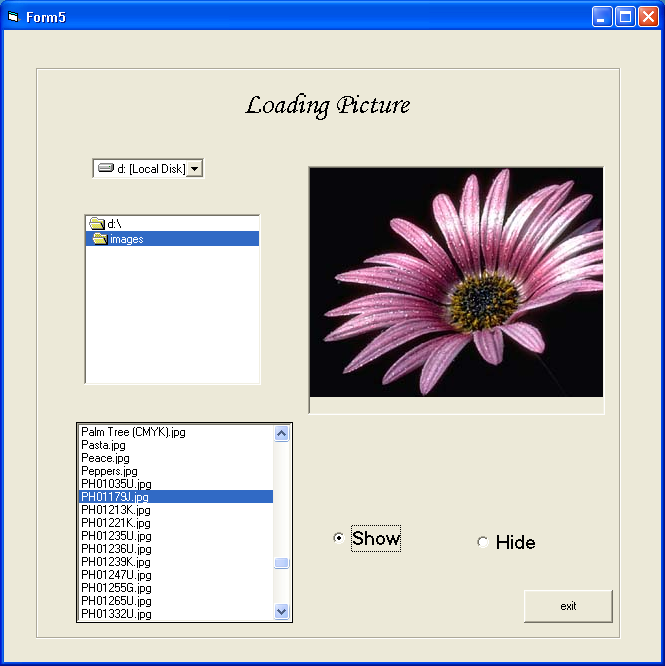 Form5
Loading Picture
d: [Local Disk]
d:\
images
Palm Tree (CMYK).jpg
Pasta.jpg
Peace.jpg
Peppers.jpg
PH01035U.jpg
PH01179J.jpg
PH01213K.jpg
PH01221K.jpg
PH01235U.jpg
PH01236U.jpg
PH01239K.jpg
PH01247U.jpg
PH01255G.jpg
PH01265U.jpg
PH01332U.jpg
Show
Hide
exit